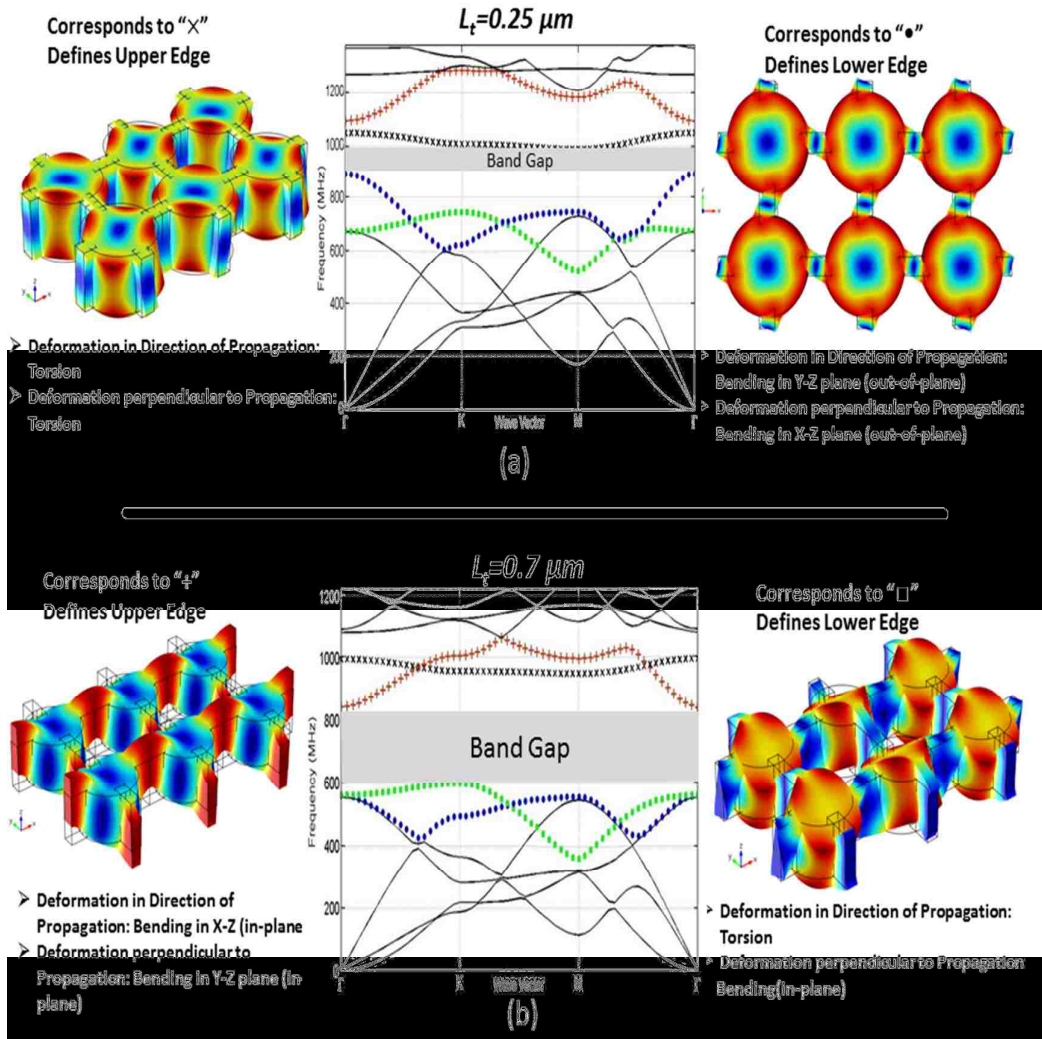 Corresponds to “×”
Defines Upper Edge
Lt=0.25 µm
Corresponds to “•”
Defines Lower Edge
1200
1000
800
600
400
200
0
Frequency (MHz)
Band Gap
Γ K Wave Vector M Γ
(a)
➤ Deformation in Direction of Propagation:
Torsion
➤ Deformation perpendicular to Propagation:
Torsion
➤ Deformation in Direction of Propagation:
Bending in Y-Z plane (out-of-plane)
➤ Deformation perpendicular to Propagation:
Bending in X-Z plane (out-of-plane)
z
y
x
Corresponds to “+”
Defines Upper Edge
Lt=0.7 µm
Corresponds to “□”
Defines Lower Edge
1200
1000
800
600
400
200
0
Frequency (MHz)
Band Gap
Γ K Wave Vector M Γ
(b)
z
y
x
z
y
x
➤ Deformation in Direction of
Propagation: Bending in X-Z (in-plane
➤ Deformation perpendicular to
Propagation: Bending in Y-Z plane (in-
plane)
➤ Deformation in Direction of Propagation:
Torsion
➤ Deformation perpendicular to Propagation
Bending(in-plane)